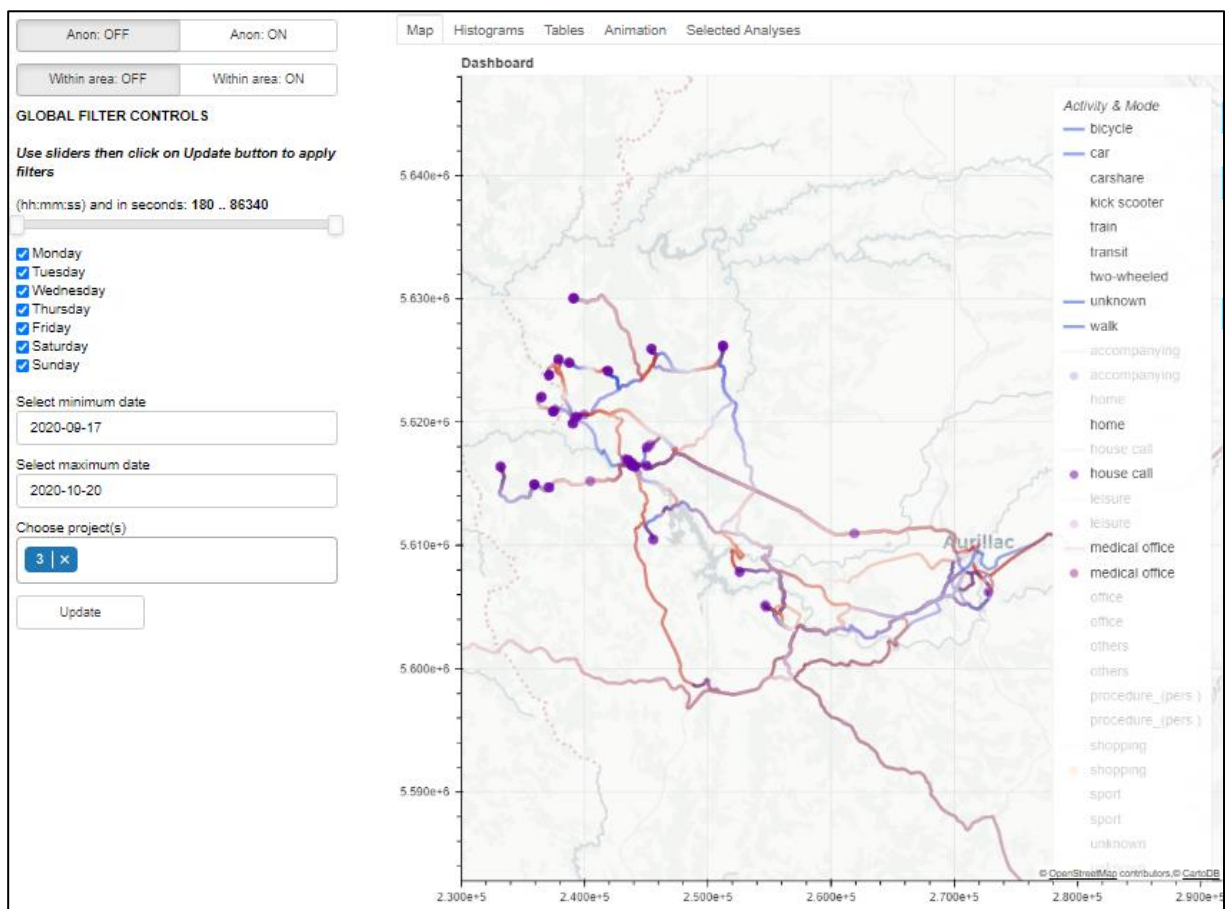 Anon: OFF
Anon: ON
Within area: OFF
Within area: ON
GLOBAL FILTER CONTROLS
Use sliders then click on Update button to apply
filters
(hh:mm:ss) and in seconds: 180 .. 86340
Monday
Tuesday
Wednesday
Thursday
Friday
Saturday
Sunday
Select minimum date
2020-09-17
Select maximum date
2020-10-20
Choose project(s)
3 | ×
Update
Map Histograms Tables Animation Selected Analyses
Dashboard
5.640e+6
5.630e+6
5.620e+6
5.610e+6
5.600e+6
5.590e+6
Aurillac
Activity & Mode
bicycle
car
carshare
kick scooter
train
transit
two-wheeled
unknown
walk
accompanying
accompanying
home
home
house call
house call
leisure
leisure
medical office
medical office
office
office
others
others
procedure_(pers )
procedure_(pers )
shopping
shopping
sport
sport
unknown
© OpenStreetMap contributors,© CartoDB
2.300e+5 2.400e+5 2.500e+5 2.600e+5 2.700e+5 2.800e+5 2.900e+5